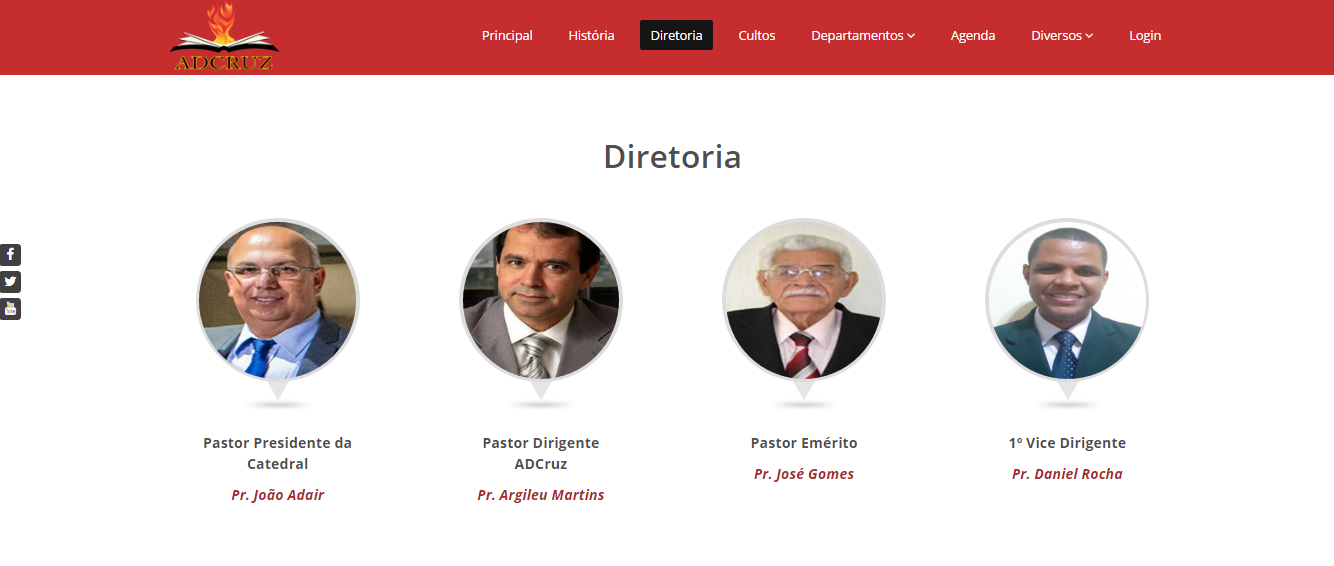 ADCRUZ
Principal
História
Diretoria
Cultos
Departamentos
Agenda
Diversos
Login
Diretoria
Pastor Presidente da
Catedral
Pr. João Adair
Pastor Dirigente
ADCruz
Pr. Argileu Martins
Pastor Emérito
Pr. José Gomes
1º Vice Dirigente
Pr. Daniel Rocha